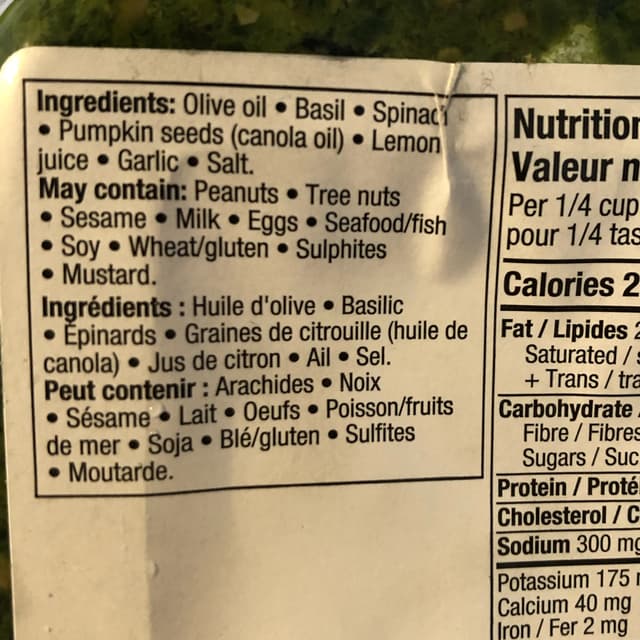 Ingredients: Olive oil • Basil • Spinach
• Pumpkin seeds (canola oil) • Lemon
juice • Garlic • Salt.
May contain: Peanuts • Tree nuts
• Sesame • Milk • Eggs • Seafood/fish
• Soy • Wheat/gluten • Sulphites
• Mustard.
Ingrédients : Huile d'olive • Basilic
• Épinards • Graines de citrouille (huile de
canola) • Jus de citron • Ail • Sel.
Peut contenir : Arachides • Noix
• Sésame • Lait • Oeufs • Poisson/fruits
de mer • Soja • Blé/gluten • Sulfites
• Moutarde.
Nutrition
Valeur
Per 1/4 cup
pour 1/4
Calories
Fat / Lipides
Saturated /
+ Trans /
Carbohydrate
Fibre / Fibres
Sugars /
Protein /
Cholesterol /
Sodium 300 mg
Potassium 175
Calcium 40 mg
Iron / Fer 2 mg